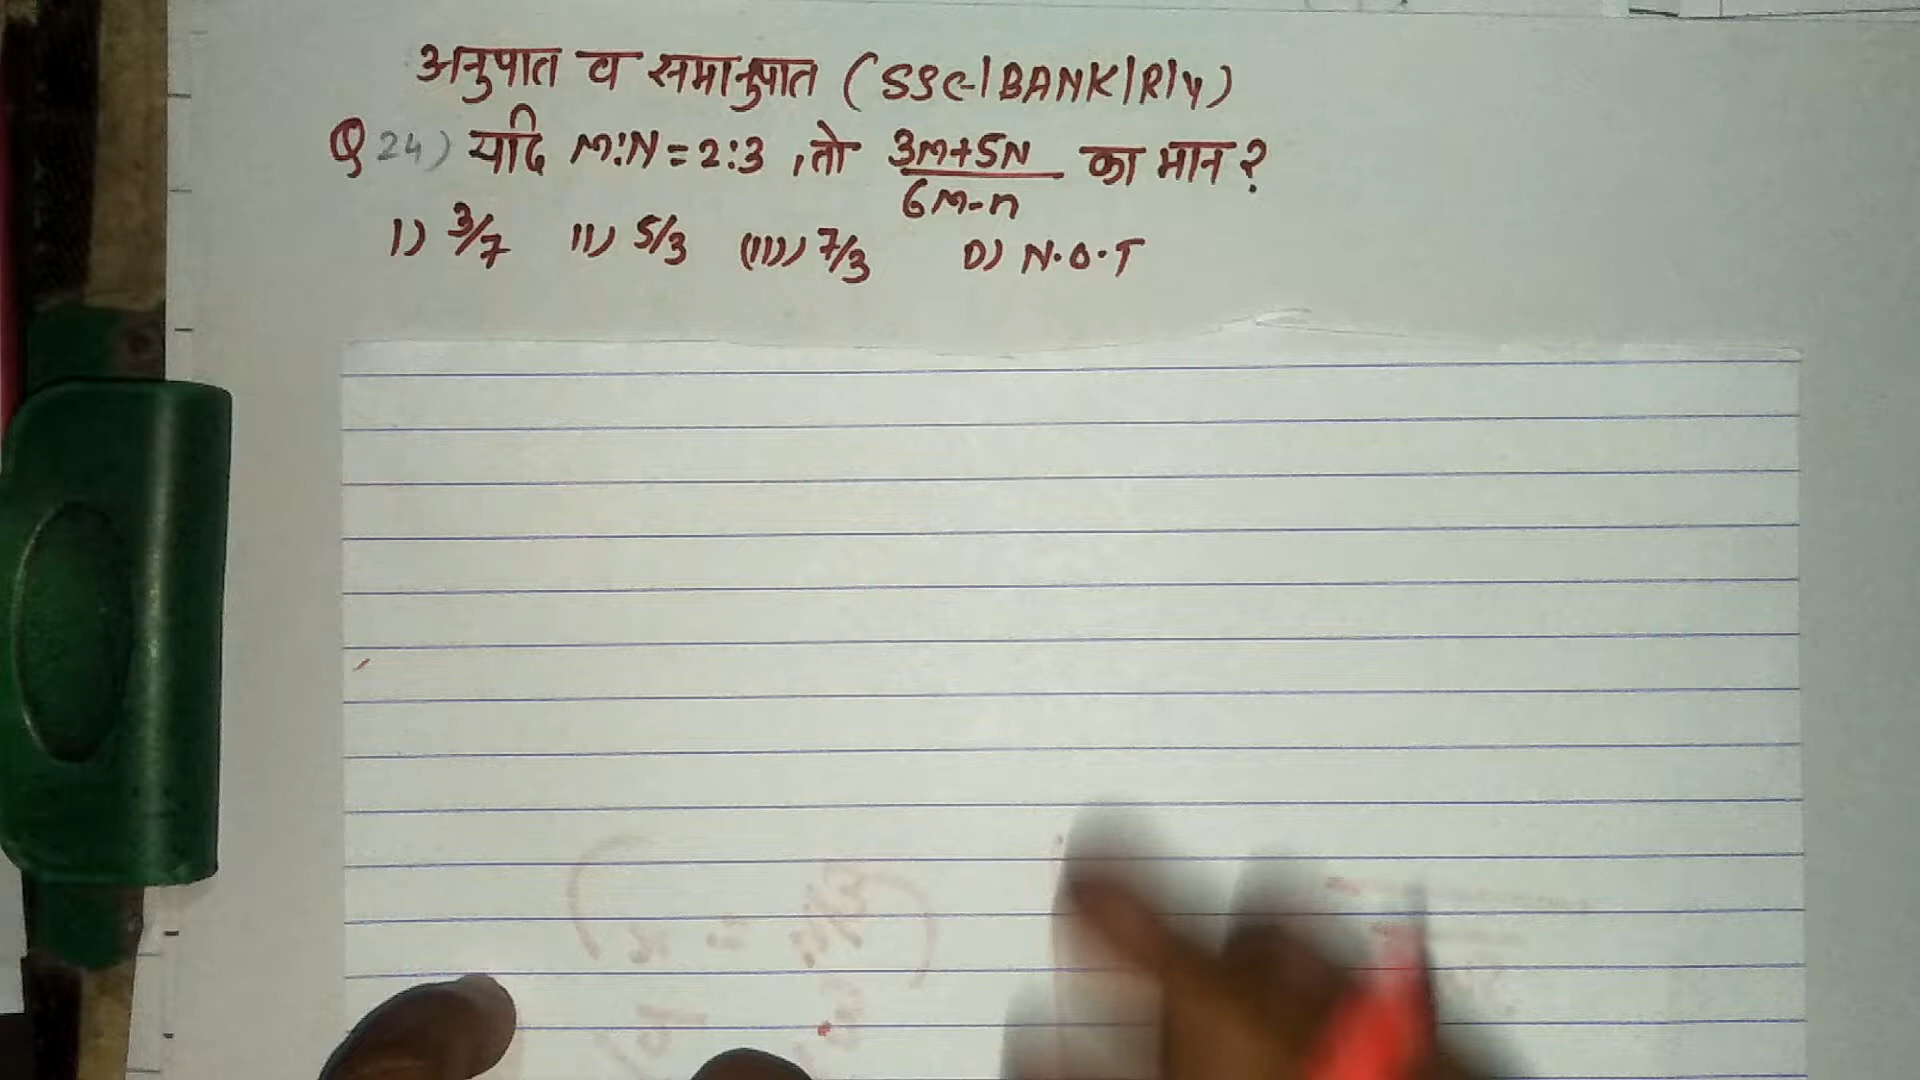 अनुपात व समानुपात (SSC|BANK|R|y)
Q 24) यदि M:N = 2:3 , तो 3M+5N/6M-n का मान ?
I) 3/7 II) 5/3 (III) 7/3 D) N.O.T